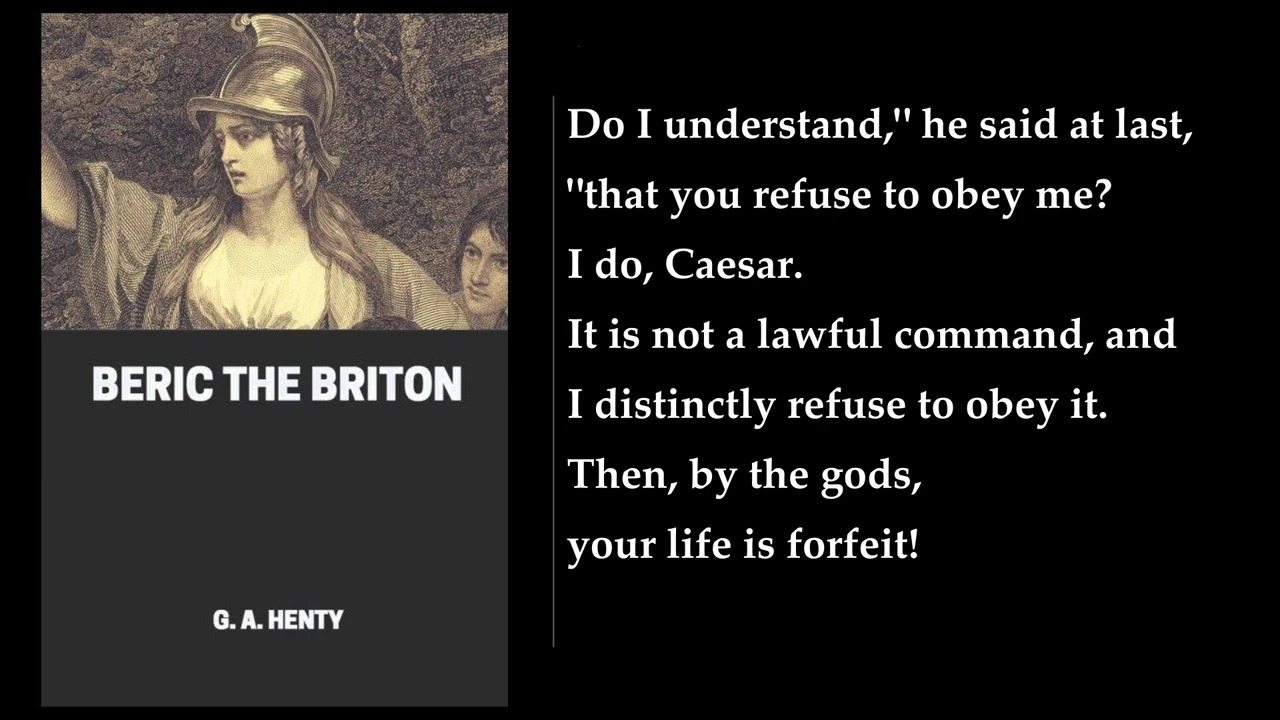 BERIC THE BRITON
G. A. HENTY
Do I understand," he said at last,
"that you refuse to obey me?
I do, Caesar.
It is not a lawful command, and
I distinctly refuse to obey it.
Then, by the gods,
your life is forfeit!